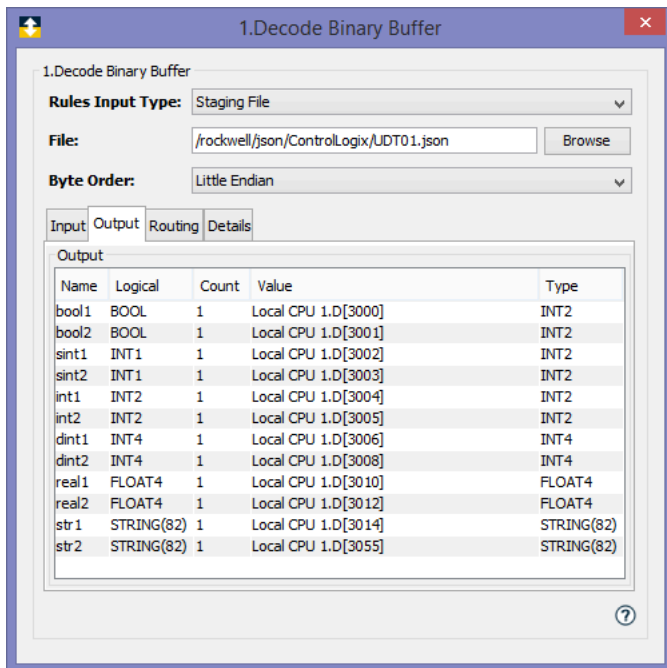 1.Decode Binary Buffer
×
1.Decode Binary Buffer
Rules Input Type: Staging File
File: /rockwell/json/ControlLogix/UDT01.json Browse
Byte Order: Little Endian
Input Output Routing Details
Output
Name Logical Count Value Type
bool1 BOOL 1 Local CPU 1.D[3000] INT2
bool2 BOOL 1 Local CPU 1.D[3001] INT2
sint1 INT1 1 Local CPU 1.D[3002] INT2
sint2 INT1 1 Local CPU 1.D[3003] INT2
int1 INT2 1 Local CPU 1.D[3004] INT2
int2 INT2 1 Local CPU 1.D[3005] INT2
dint1 INT4 1 Local CPU 1.D[3006] INT4
dint2 INT4 1 Local CPU 1.D[3008] INT4
real1 FLOAT4 1 Local CPU 1.D[3010] FLOAT4
real2 FLOAT4 1 Local CPU 1.D[3012] FLOAT4
str1 STRING(82) 1 Local CPU 1.D[3014] STRING(82)
str2 STRING(82) 1 Local CPU 1.D[3055] STRING(82)
?